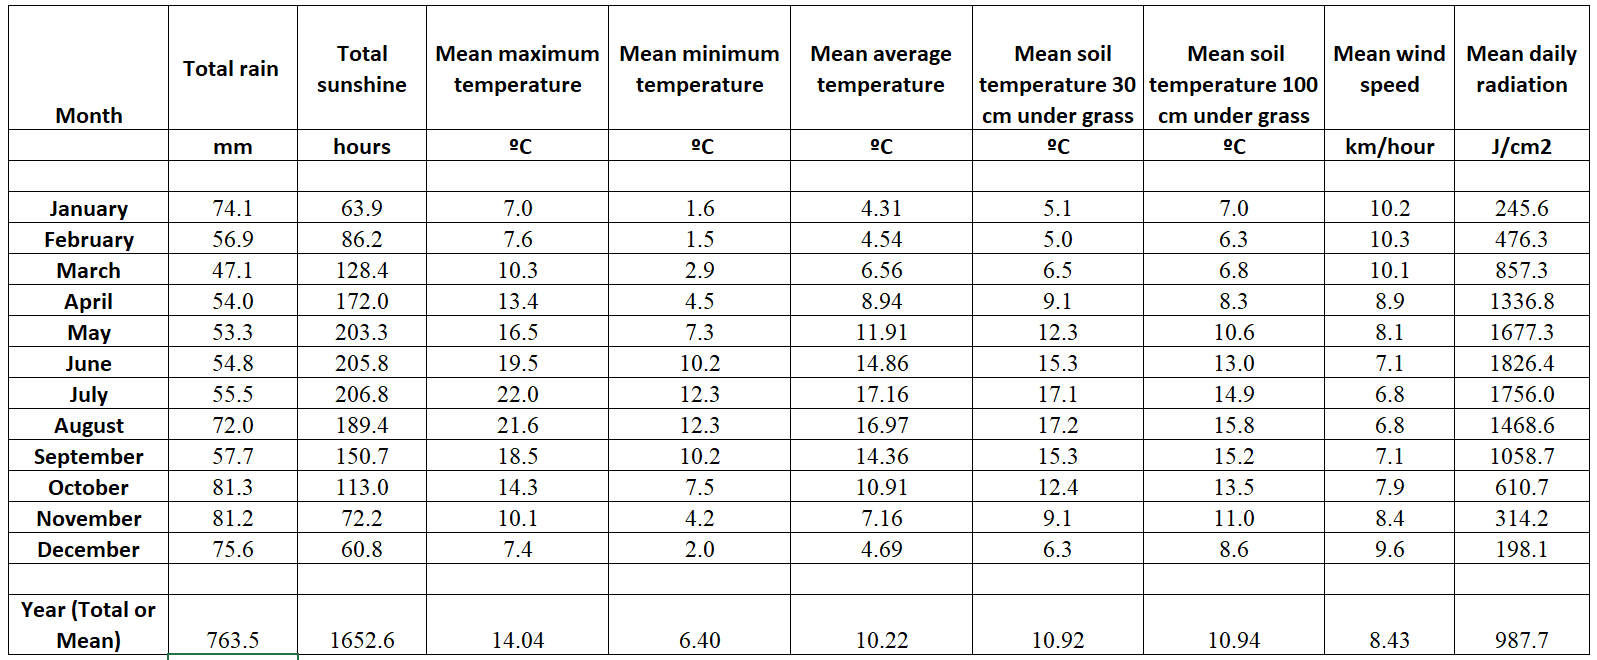 Month Total rain Total sunshine Mean maximum temperature Mean minimum temperature Mean average temperature Mean soil temperature 30 cm under grass Mean soil temperature 100 cm under grass Mean wind speed Mean daily radiation
mm hours ºC ºC ºC ºC ºC km/hour J/cm2
January 74.1 63.9 7.0 1.6 4.31 5.1 7.0 10.2 245.6
February 56.9 86.2 7.6 1.5 4.54 5.0 6.3 10.3 476.3
March 47.1 128.4 10.3 2.9 6.56 6.5 6.8 10.1 857.3
April 54.0 172.0 13.4 4.5 8.94 9.1 8.3 8.9 1336.8
May 53.3 203.3 16.5 7.3 11.91 12.3 10.6 8.1 1677.3
June 54.8 205.8 19.5 10.2 14.86 15.3 13.0 7.1 1826.4
July 55.5 206.8 22.0 12.3 17.16 17.1 14.9 6.8 1756.0
August 72.0 189.4 21.6 12.3 16.97 17.2 15.8 6.8 1468.6
September 57.7 150.7 18.5 10.2 14.36 15.3 15.2 7.1 1058.7
October 81.3 113.0 14.3 7.5 10.91 12.4 13.5 7.9 610.7
November 81.2 72.2 10.1 4.2 7.16 9.1 11.0 8.4 314.2
December 75.6 60.8 7.4 2.0 4.69 6.3 8.6 9.6 198.1
Year (Total or Mean) 763.5 1652.6 14.04 6.40 10.22 10.92 10.94 8.43 987.7